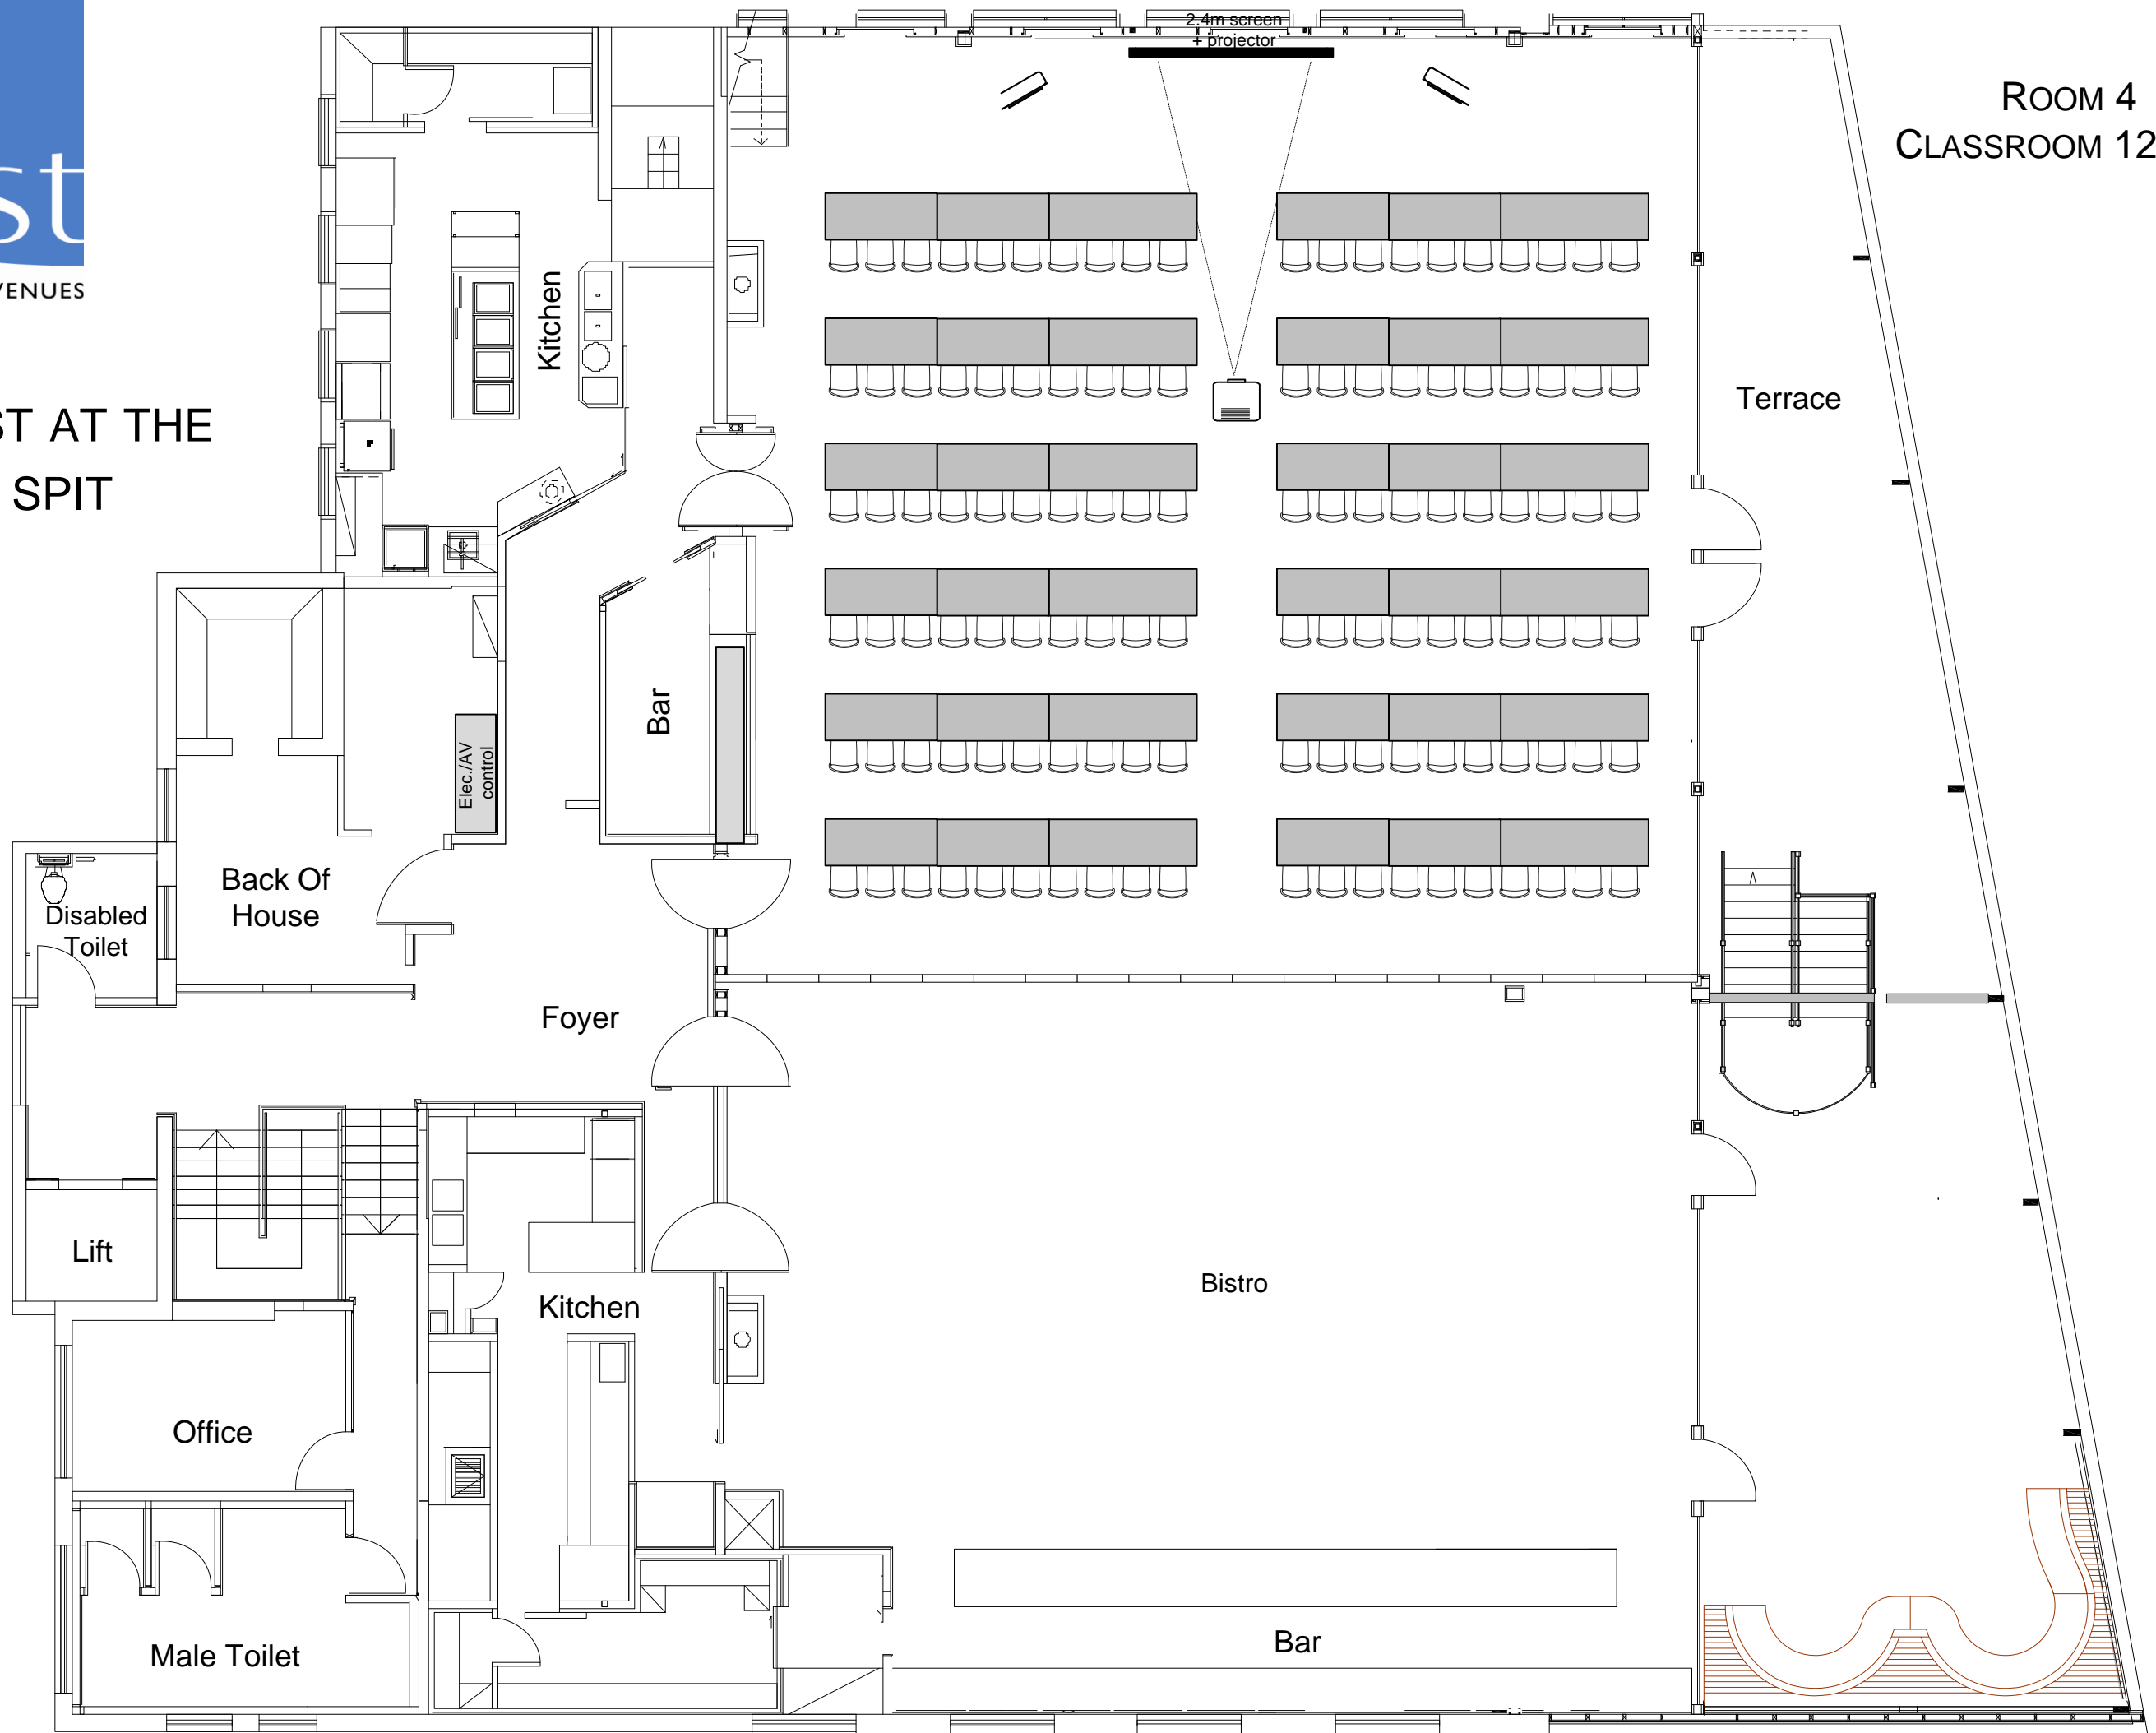 st
VENUES
ST AT THE
SPIT
ROOM 4
CLASSROOM 12
2.4m screen
+ projector
Kitchen
Terrace
Bar
Elec./AV
control
Back Of
House
Disabled
Toilet
Foyer
Lift
Kitchen
Bistro
Office
Male Toilet
Bar